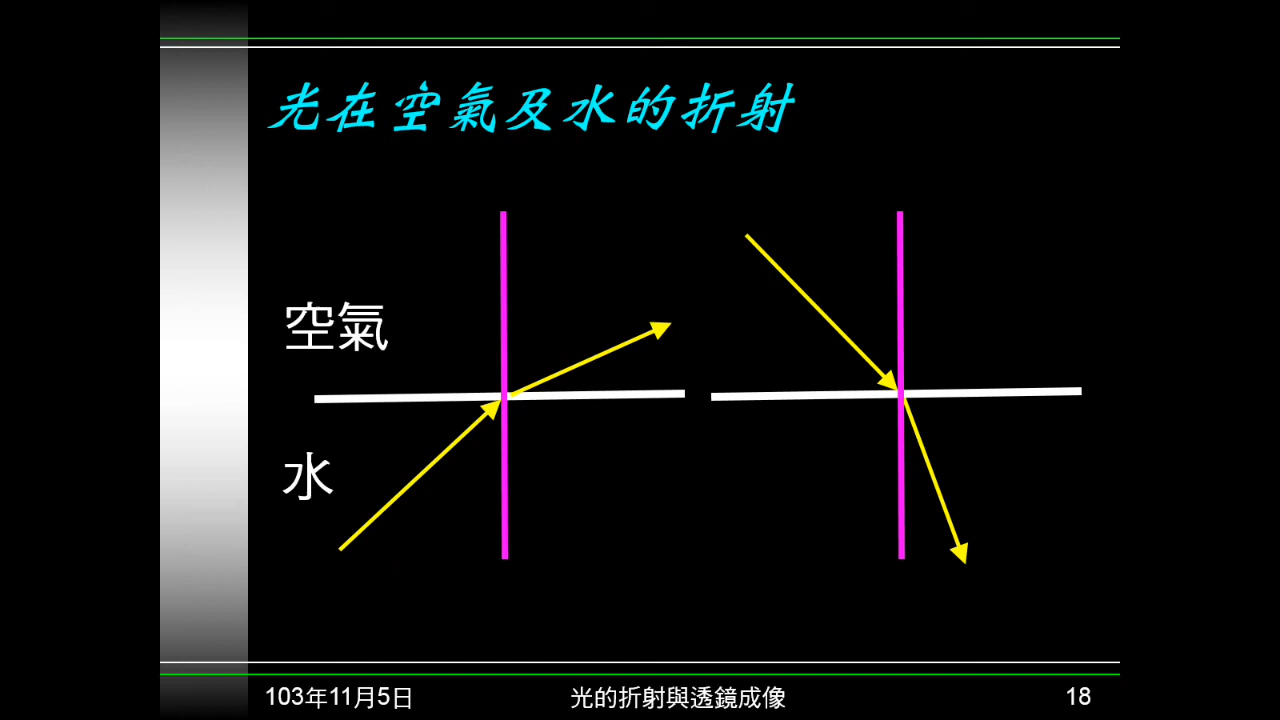 光在空氣及水的折射
空氣
水
103年11月5日
光的折射與透鏡成像
18